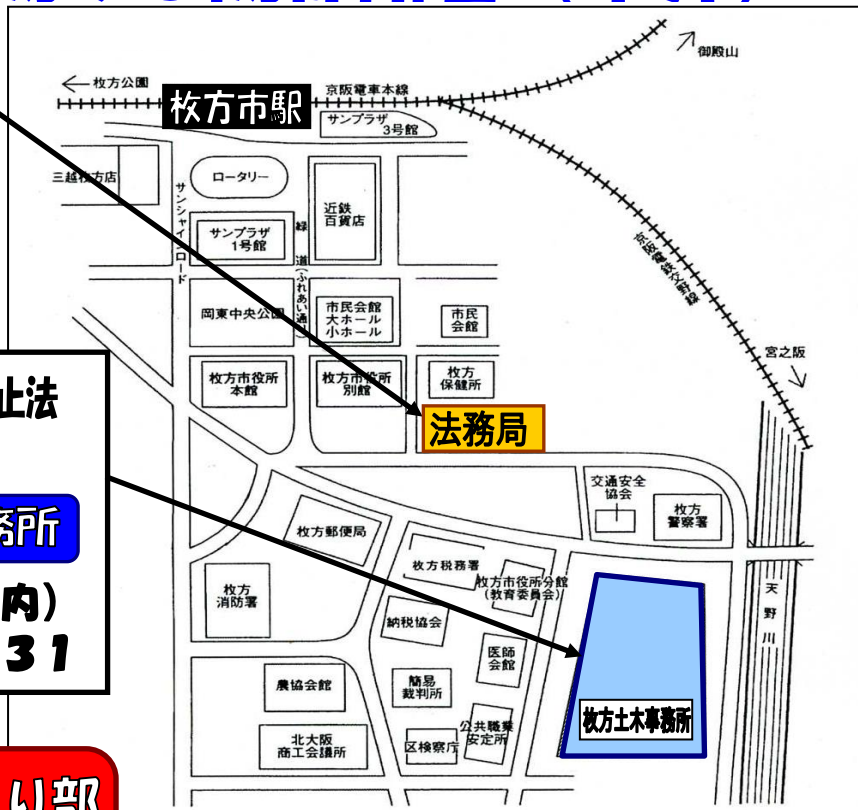 御殿山
枚方公園
京阪電車本線
枚方市駅
サンプラザ
3号館
三越枚方店
ロータリー
サンシャインロード
近鉄
百貨店
サンプラザ
1号館
緑道(ふれあい通り)
京阪電鉄交野線
岡東中央公園
市民会館
大ホール
小ホール
市民
会館
宮之阪
枚方市役所
本館
枚方市役所
別館
枚方
保健所
止法
法務局
交通安全
協会
枚方
警察署
務所
枚方郵便局
枚方税務署
枚方市役所分館
(教育委員会)
枚方
消防署
内)
31
納税協会
天野川
医師
会館
農協会館
簡易
裁判所
枚方土木事務所
北大阪
商工会議所
区検察庁
公共職業
安定所
り部